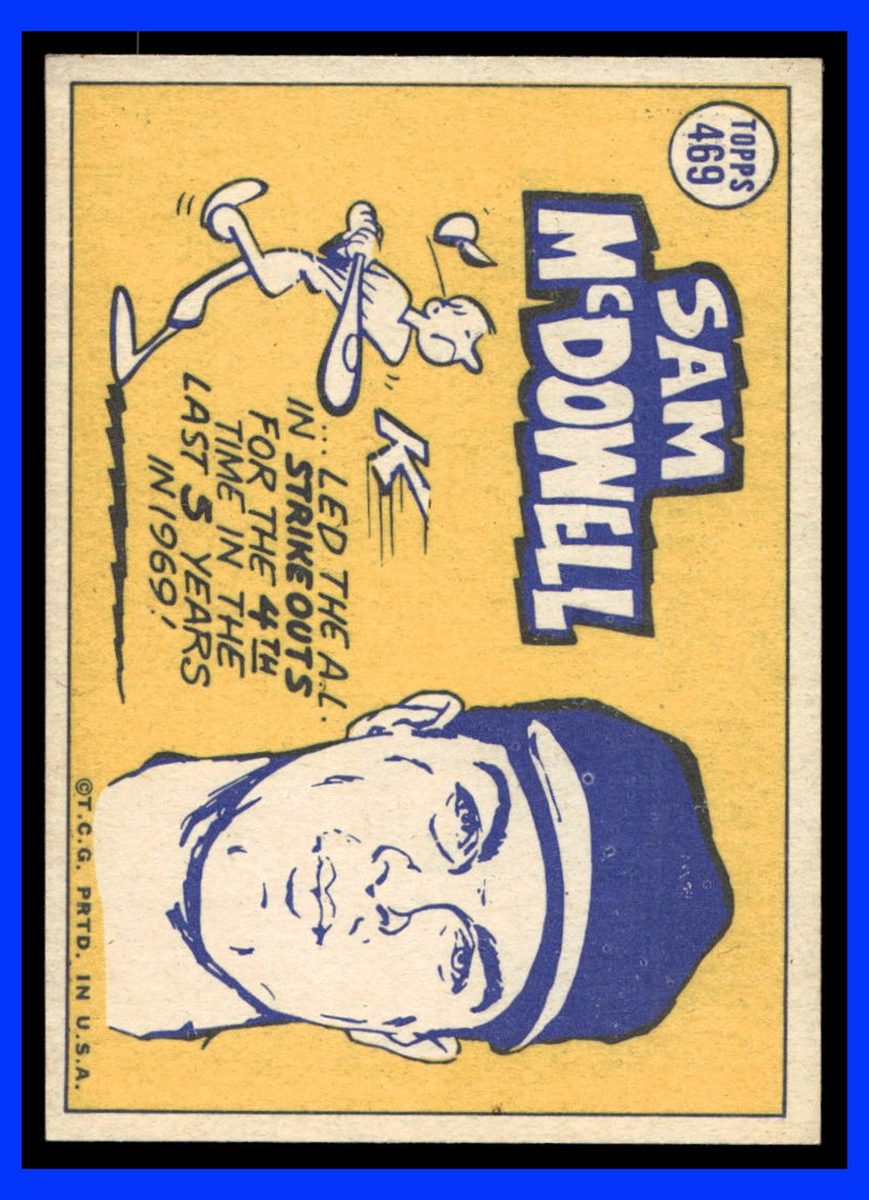 TOPPS
469
SAM
McDOWELL
K
... LED THE A.L.
IN STRIKEOUTS
FOR THE 4TH
TIME IN THE
LAST 5 YEARS
IN 1969!
©T.C.G. PRTD. IN U.S.A.